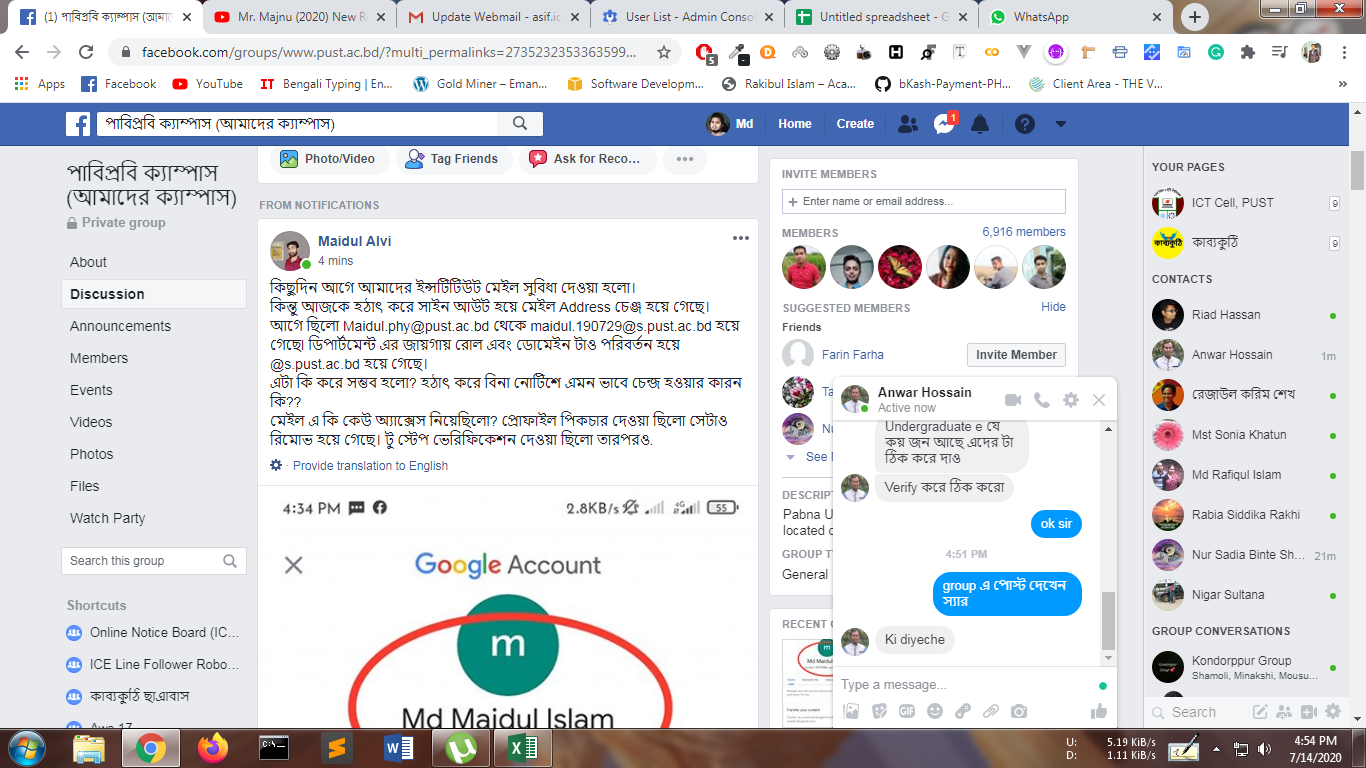 (1) পাবিপ্রবি ক্যাম্পাস (আমা
Mr. Majnu (2020) New R
Update Webmail - asif.ic
User List - Admin Conso
Untitled spreadsheet - G
WhatsApp
facebook.com/groups/www.pust.ac.bd/?multi_permalinks=2735232353363599...
Apps
Facebook
YouTube
Bengali Typing | En...
Gold Miner – Eman...
Software Developm...
Rakibul Islam – Aca...
bKash-Payment-PH...
Client Area - THE V...
পাবিপ্রবি ক্যাম্পাস (আমাদের ক্যাম্পাস)
Md
Home
Create
1
পাবিপ্রবি ক্যাম্পাস
(আমাদের ক্যাম্পাস)
Private group
About
Discussion
Announcements
Members
Events
Videos
Photos
Files
Watch Party
Search this group
Shortcuts
Online Notice Board (IC...
ICE Line Follower Robo...
কাব্যকুঠি ছাএাবাস
Photo/Video
Tag Friends
Ask for Reco...
FROM NOTIFICATIONS
Maidul Alvi
4 mins
কিছুদিন আগে আমাদের ইন্সটিটিউট মেইল সুবিধা দেওয়া হলো।
কিন্তু আজকে হঠাৎ করে সাইন আউট হয়ে মেইল Address চেঞ্জ হয়ে গেছে।
আগে ছিলো Maidul.phy@pust.ac.bd থেকে maidul.190729@s.pust.ac.bd হয়ে
গেছে। ডিপার্টমেন্ট এর জায়গায় রোল এবং ডোমেইন টাও পরিবর্তন হয়ে
@s.pust.ac.bd হয়ে গেছে।
এটা কি করে সম্ভব হলো? হঠাৎ করে বিনা নোটিশে এমন ভাবে চেন্জ হওয়ার কারন
কি??
মেইল এ কি কেউ অ্যাক্সেস নিয়েছিলো? প্রোফাইল পিকচার দেওয়া ছিলো সেটাও
রিমোভ হয়ে গেছে। টু স্টেপ ভেরিফিকেশন দেওয়া ছিলো তারপরও.
Provide translation to English
4:34 PM
2.8KB/s
4G
55
Google Account
m
Md Maidul Islam
INVITE MEMBERS
Enter name or email address...
MEMBERS
6,916 members
SUGGESTED MEMBERS
Hide
Friends
Farin Farha
Invite Member
Ta
Nu
See M
DESCRIPT
Pabna U
located o
GROUP T
General
RECENT
Anwar Hossain
Active now
Undergraduate e যে
কয় জন আছে এদের টা
ঠিক করে দাও
Verify করে ঠিক করো
ok sir
4:51 PM
group এ পোস্ট দেখেন
স্যার
Ki diyeche
Type a message...
GIF
YOUR PAGES
ICT Cell, PUST
9
কাব্যকুঠি
9
CONTACTS
Riad Hassan
Anwar Hossain
1m
রেজাউল করিম শেখ
Mst Sonia Khatun
Md Rafiqul Islam
Rabia Siddika Rakhi
Nur Sadia Binte Sh...
21m
Nigar Sultana
GROUP CONVERSATIONS
Kondorppur Group
Shamoli, Minakshi, Mousu...
Search
U: 5.19 KiB/s
D: 1.11 KiB/s
4:54 PM
7/14/2020